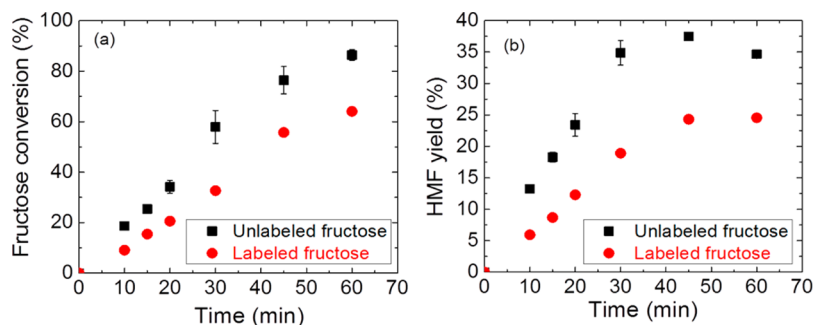 (a)
Fructose conversion (%)
100
80
60
40
20
0
Unlabeled fructose
Labeled fructose
0 10 20 30 40 50 60 70
Time (min)
(b)
HMF yield (%)
40
35
30
25
20
15
10
5
0
Unlabeled fructose
Labeled fructose
0 10 20 30 40 50 60 70
Time (min)